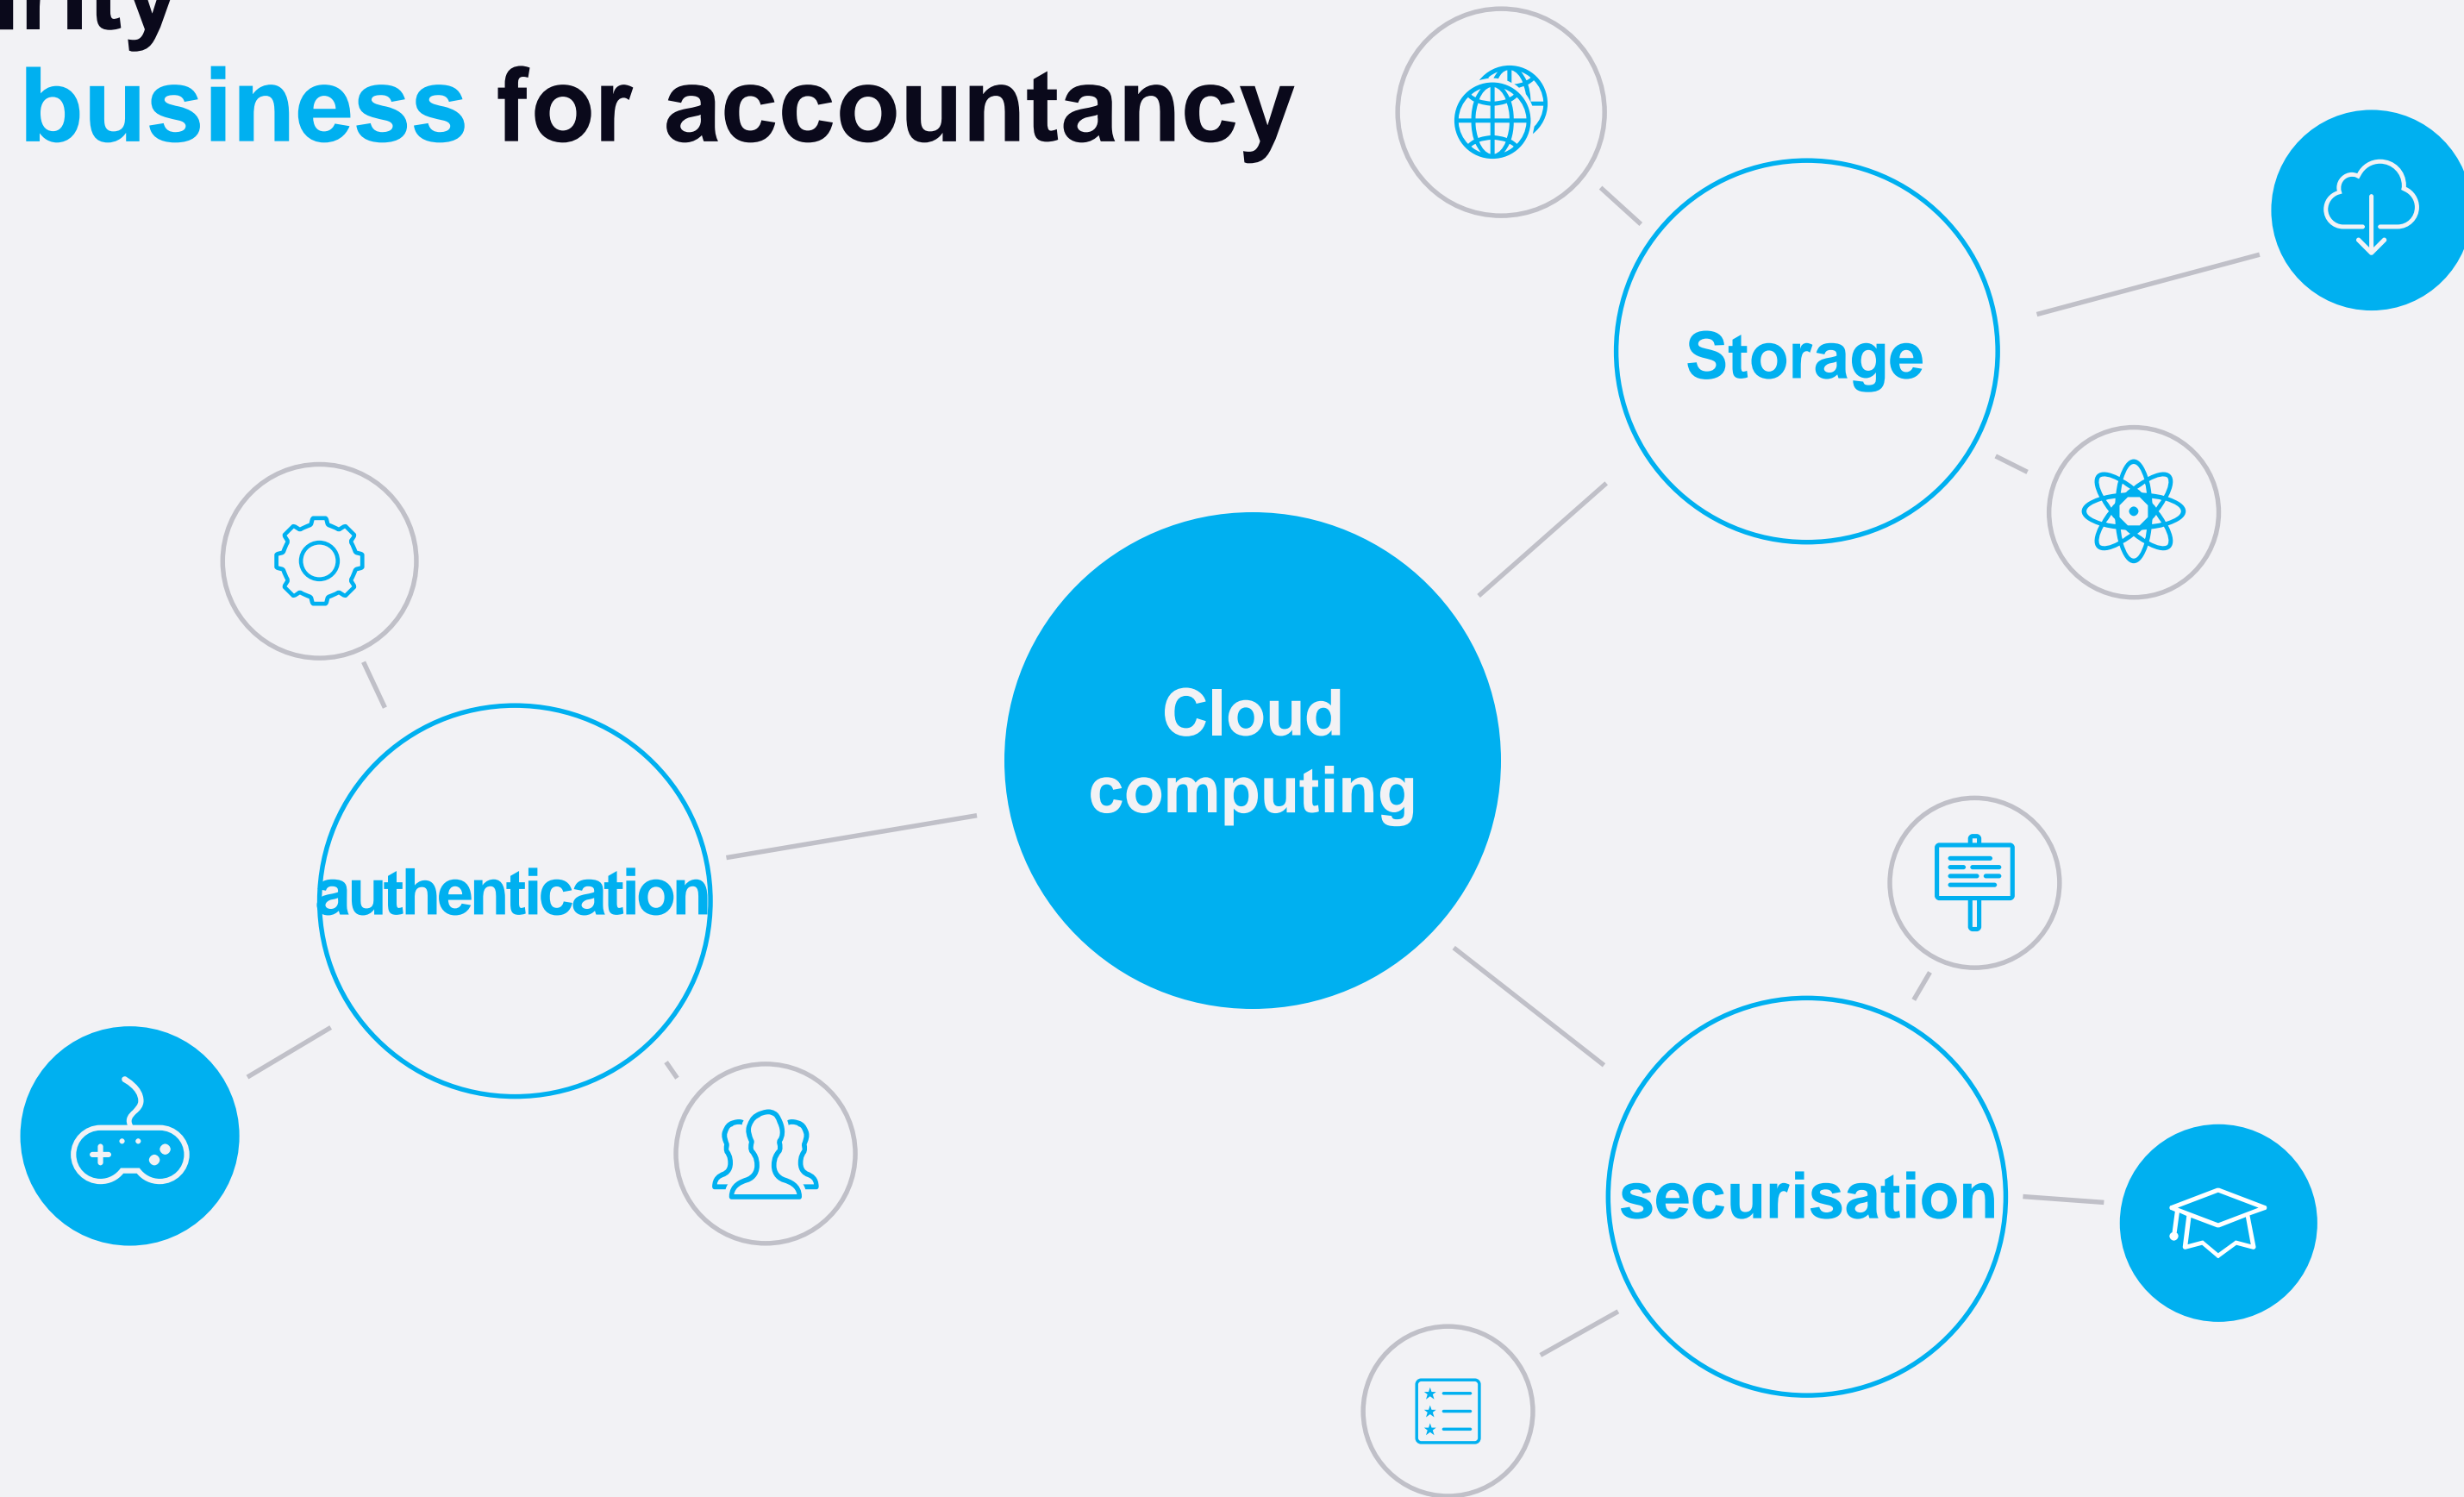 business for accountancy
Storage
Cloud
computing
authentication
securisation